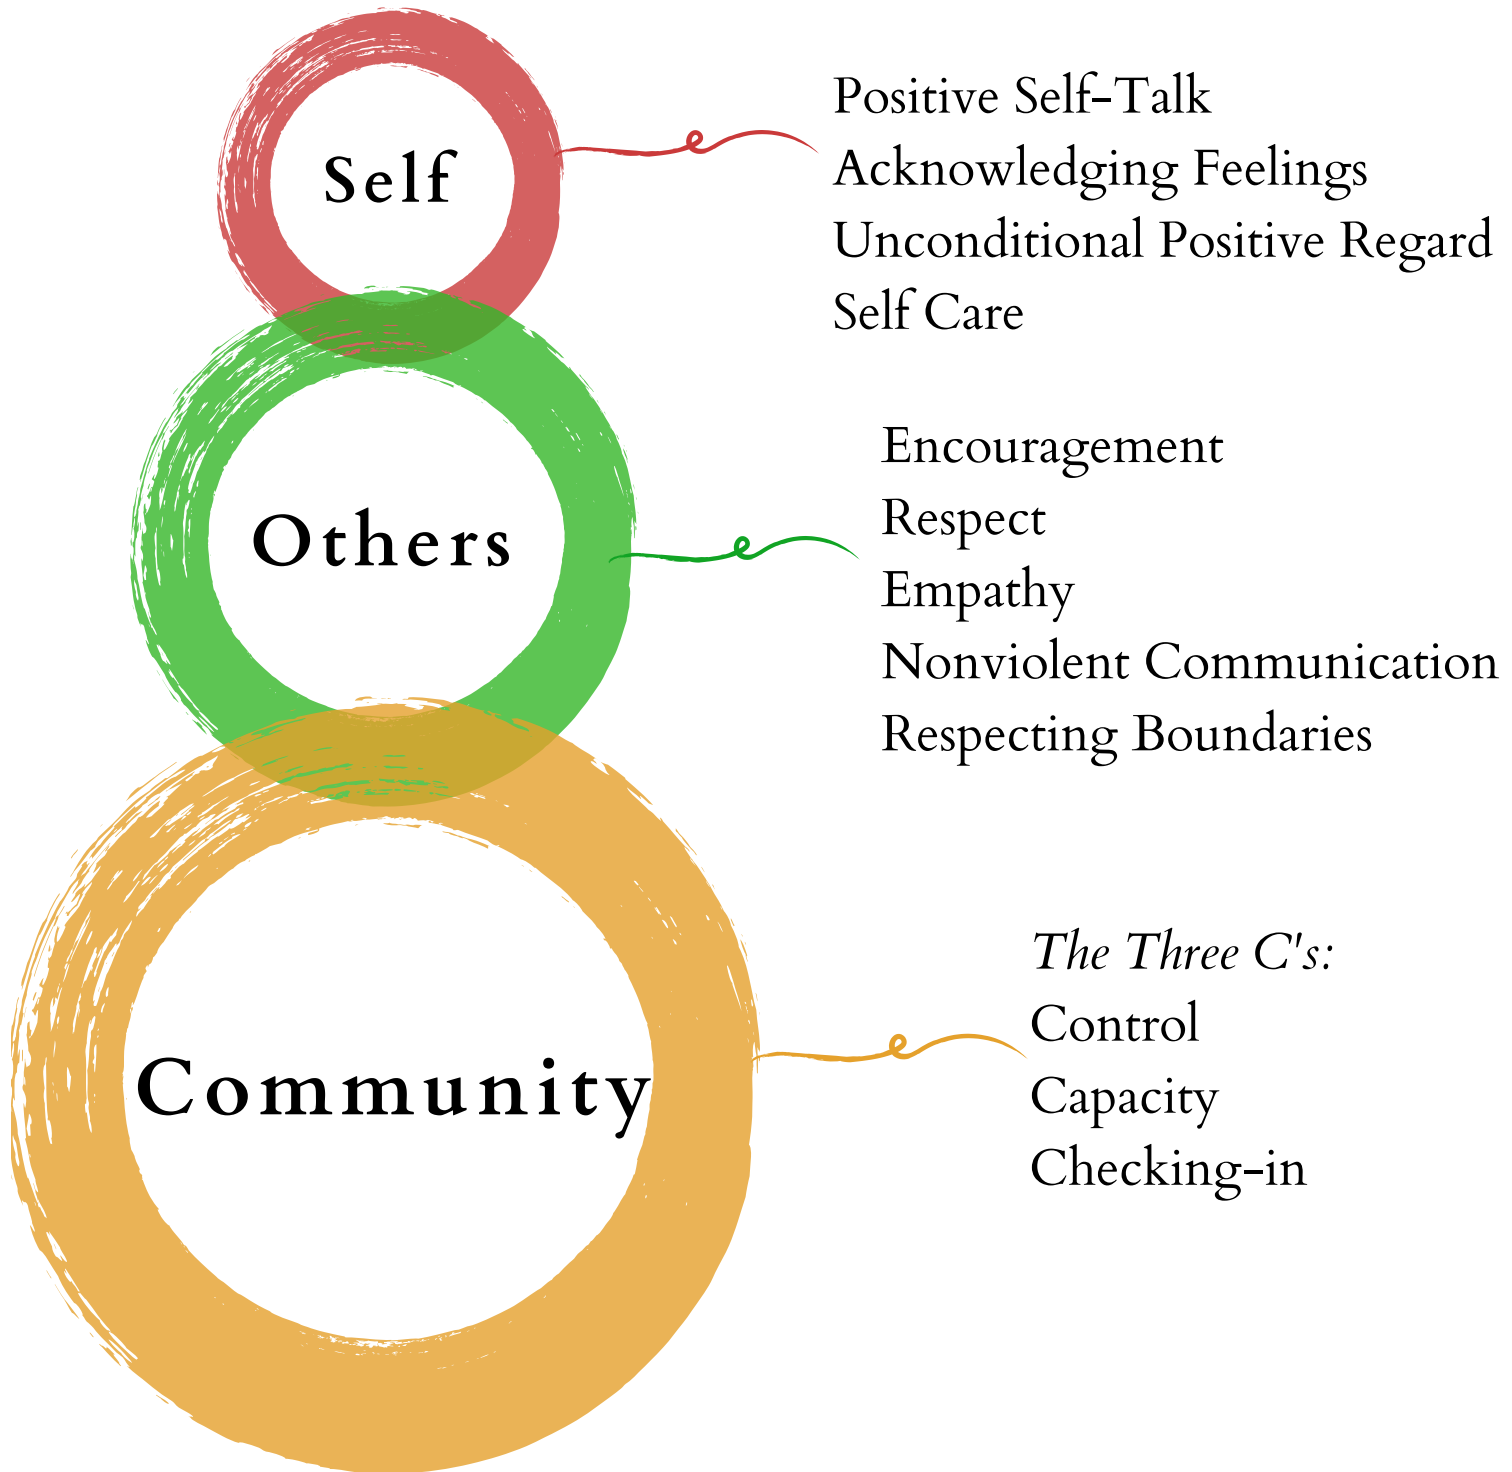 Self
Positive Self-Talk
Acknowledging Feelings
Unconditional Positive Regard
Self Care
Others
Encouragement
Respect
Empathy
Nonviolent Communication
Respecting Boundaries
Community
The Three C's:
Control
Capacity
Checking-in